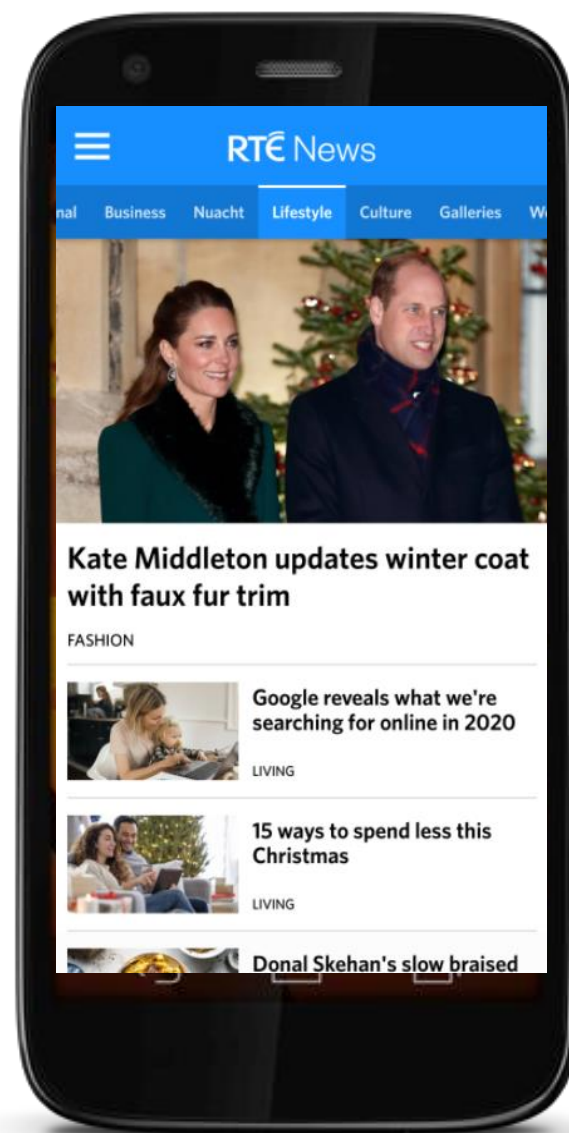 RTÉ News
nal Business Nuacht Lifestyle Culture Galleries
Kate Middleton updates winter coat
with faux fur trim
FASHION
Google reveals what we're
searching for online in 2020
LIVING
15 ways to spend less this
Christmas
LIVING
Donal Skehan's slow braised